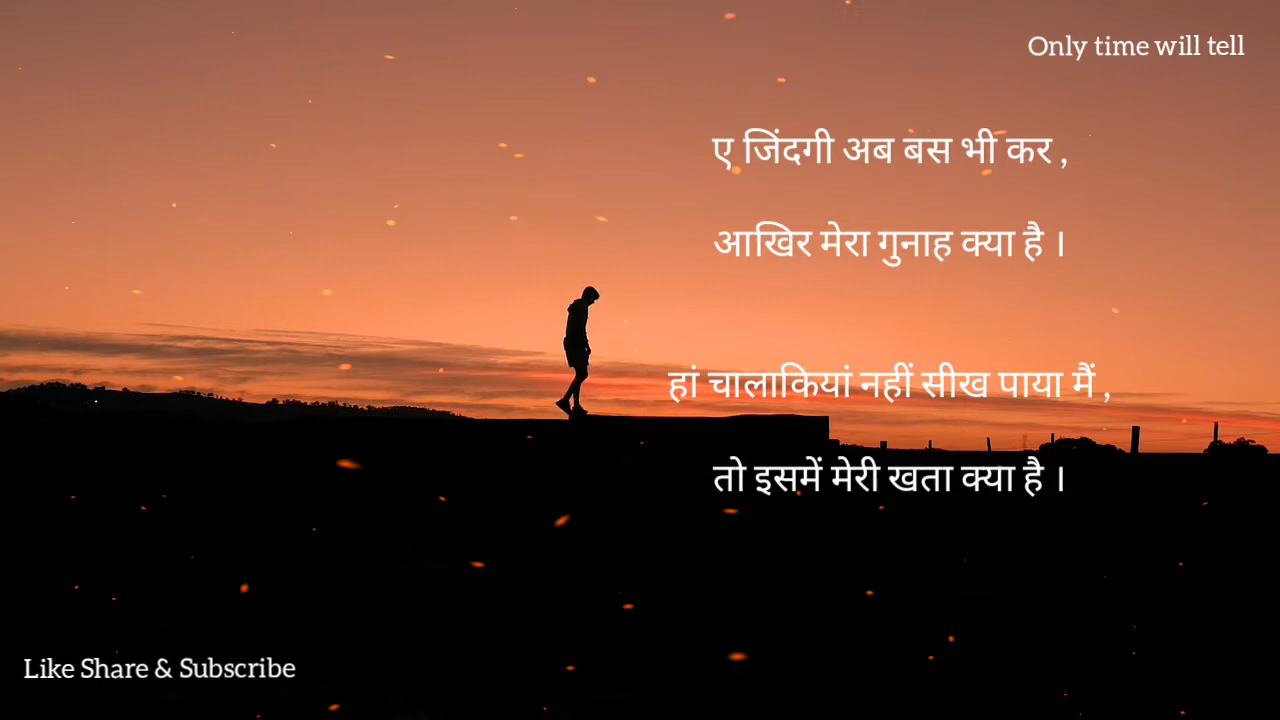 Only time will tell
ए जिंदगी अब बस भी कर ,
आखिर मेरा गुनाह क्या है ।
हां चालाकियां नहीं सीख पाया मैं ,
तो इसमें मेरी खता क्या है ।
Like Share & Subscribe